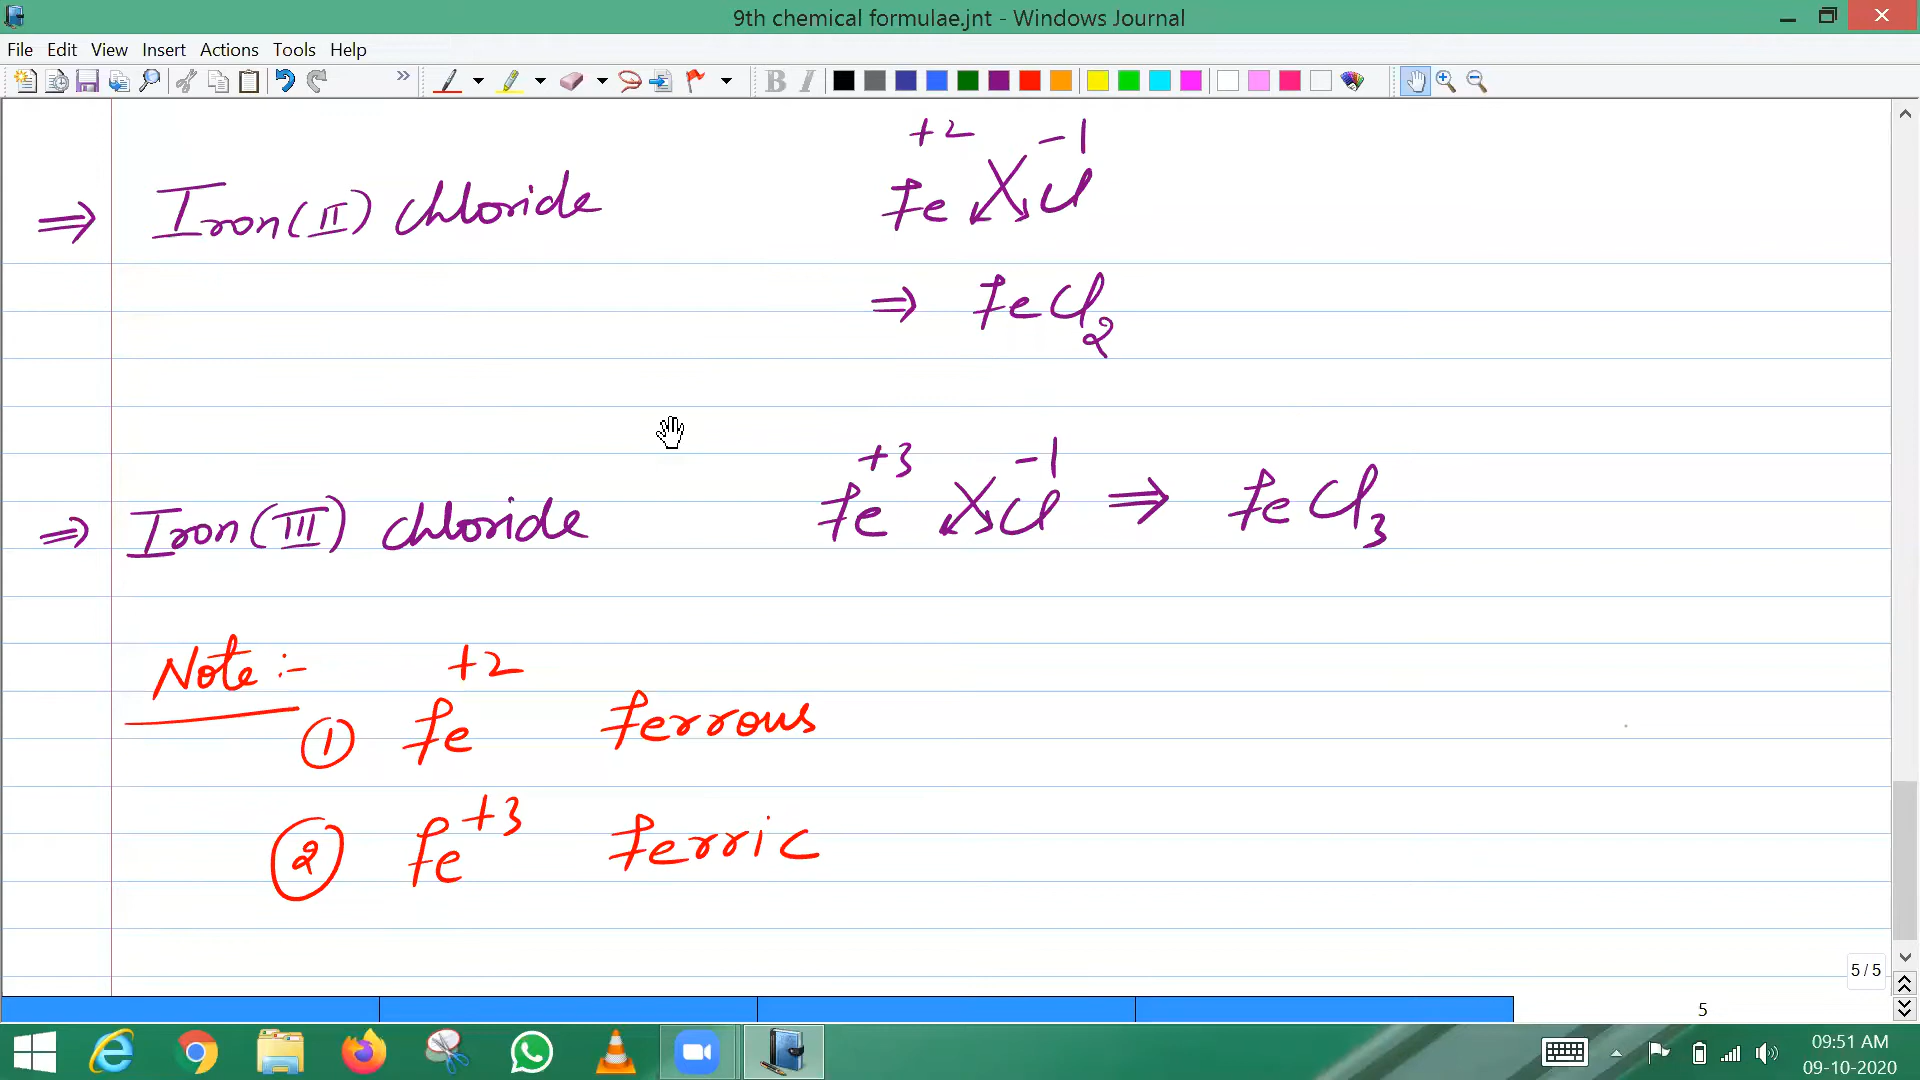 9th chemical formulae.jnt - Windows Journal
File Edit View Insert Actions Tools Help
+2 -1
⇒ Iron(II) chloride Fe Cl
⇒ FeCl₂
+3 -1
⇒ Iron(III) chloride Fe Cl ⇒ FeCl₃
Note :-
① Fe⁺² Ferrous
② Fe⁺³ Ferric
5 / 5
5
09:51 AM
09-10-2020